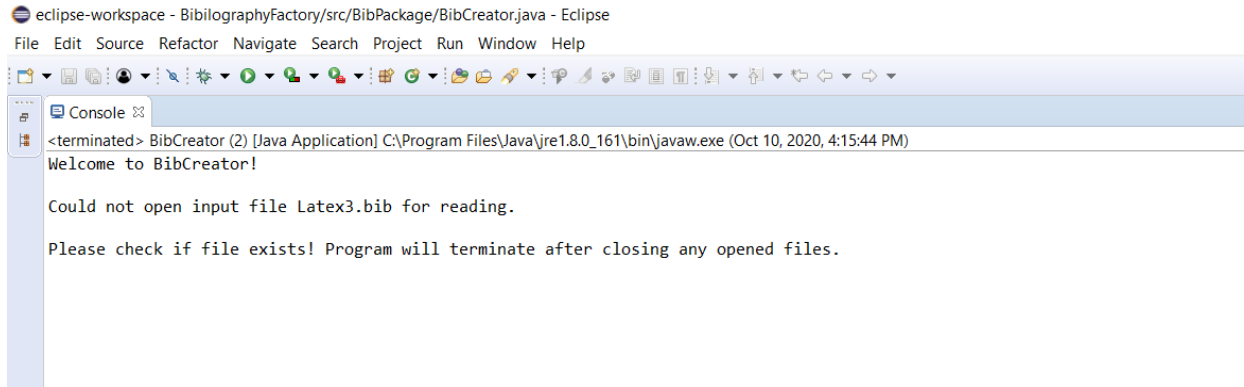 eclipse-workspace - BibilographyFactory/src/BibPackage/BibCreator.java - Eclipse
File Edit Source Refactor Navigate Search Project Run Window Help
Console
<terminated> BibCreator (2) [Java Application] C:\Program Files\Java\jre1.8.0_161\bin\javaw.exe (Oct 10, 2020, 4:15:44 PM)
Welcome to BibCreator!
Could not open input file Latex3.bib for reading.
Please check if file exists! Program will terminate after closing any opened files.